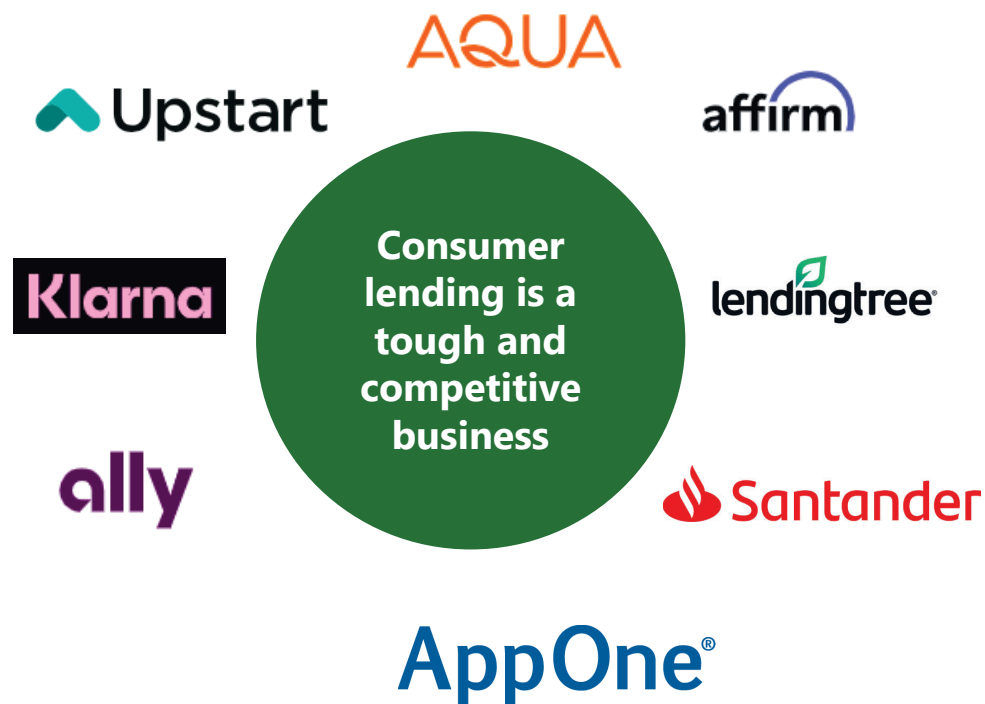 AQUA
Upstart
affirm
Consumer
lending is a
tough and
competitive
business
Klarna
lendingtree®
ally
Santander
AppOne®